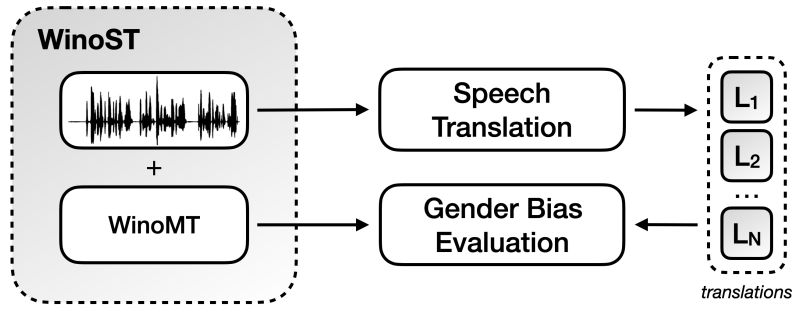 WinoST
Speech
Translation
+
WinoMT
Gender Bias
Evaluation
L1
L2
....
LN
translations